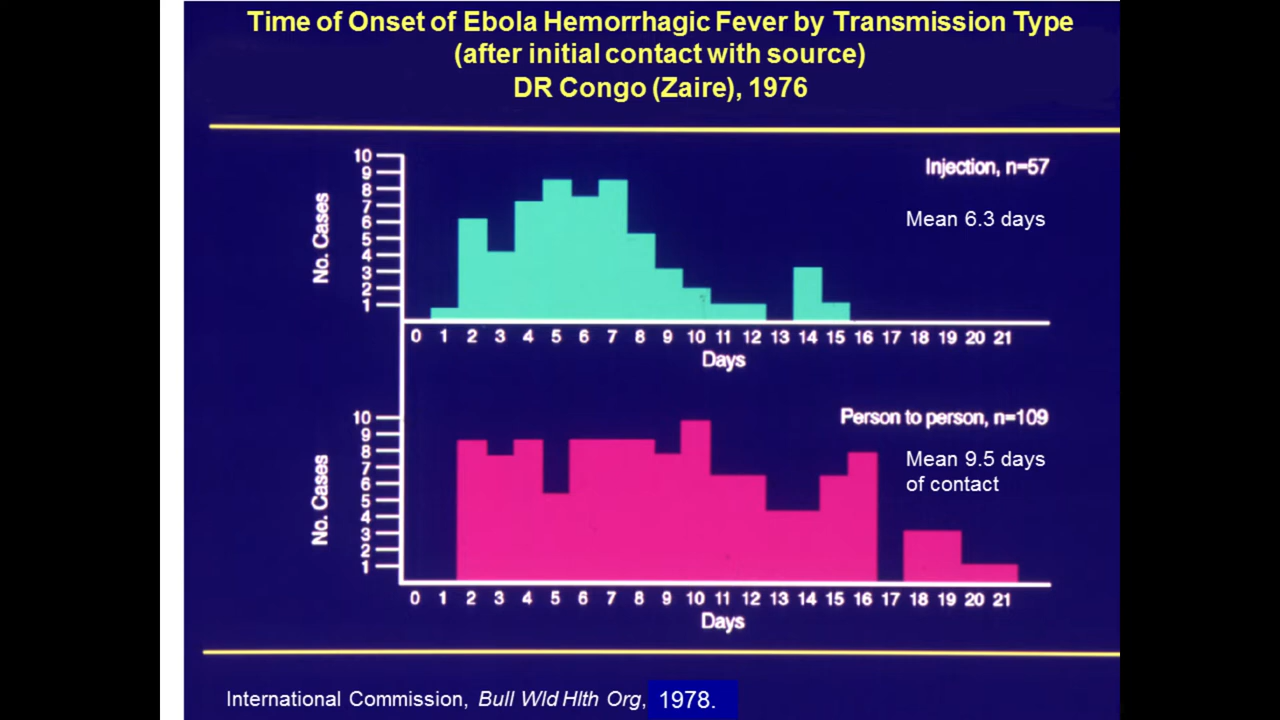 Time of Onset of Ebola Hemorrhagic Fever by Transmission Type
(after initial contact with source)
DR Congo (Zaire), 1976
Injection, n=57
Mean 6.3 days
No. Cases
10
9
8
7
6
5
4
3
2
1
0 1 2 3 4 5 6 7 8 9 10 11 12 13 14 15 16 17 18 19 20 21
Days
Person to person, n=109
Mean 9.5 days
of contact
No. Cases
10
9
8
7
6
5
4
3
2
1
0 1 2 3 4 5 6 7 8 9 10 11 12 13 14 15 16 17 18 19 20 21
Days
International Commission, Bull Wld Hlth Org, 1978.